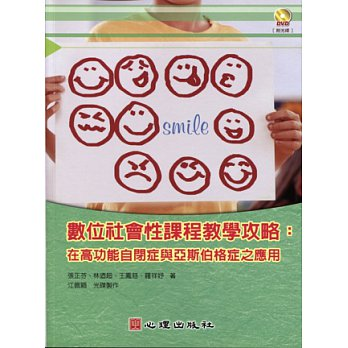 DVD
［附光碟］
smile
數位社會性課程教學攻略：
在高功能自閉症與亞斯伯格症之應用
張正芬、林迺超、王鳳慈、羅祥妤 著
江佩穎 光碟製作
心理出版社